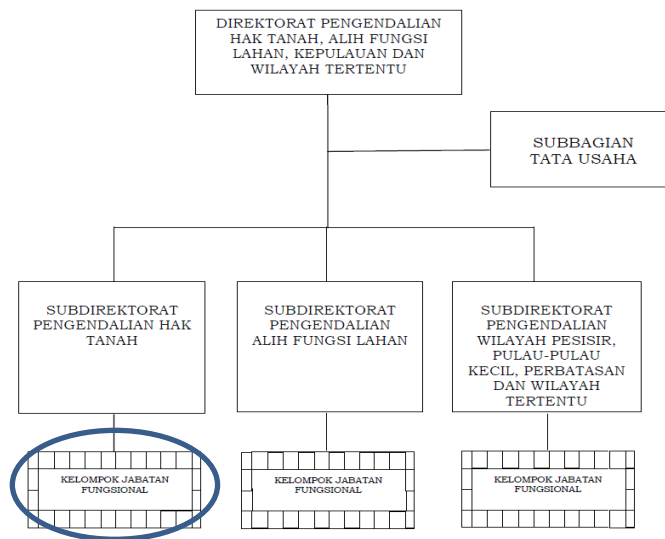 DIREKTORAT PENGENDALIAN
HAK TANAH, ALIH FUNGSI
LAHAN, KEPULAUAN DAN
WILAYAH TERTENTU
SUBBAGIAN
TATA USAHA
SUBDIREKTORAT
PENGENDALIAN HAK
TANAH
SUBDIREKTORAT
PENGENDALIAN
ALIH FUNGSI LAHAN
SUBDIREKTORAT
PENGENDALIAN
WILAYAH PESISIR,
PULAU-PULAU
KECIL, PERBATASAN
DAN WILAYAH
TERTENTU
KELOMPOK JABATAN
FUNGSIONAL
KELOMPOK JABATAN
FUNGSIONAL
KELOMPOK JABATAN
FUNGSIONAL